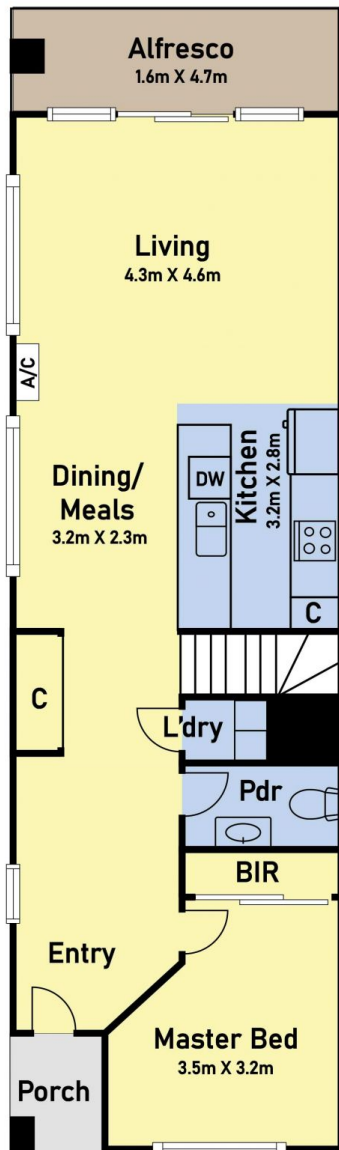 Alfresco
1.6m X 4.7m
Living
4.3m X 4.6m
A/C
Dining/
Meals
3.2m X 2.3m
Kitchen
3.2m X 2.8m
DW
C
C
L'dry
Pdr
BIR
Entry
Master Bed
3.5m X 3.2m
Porch